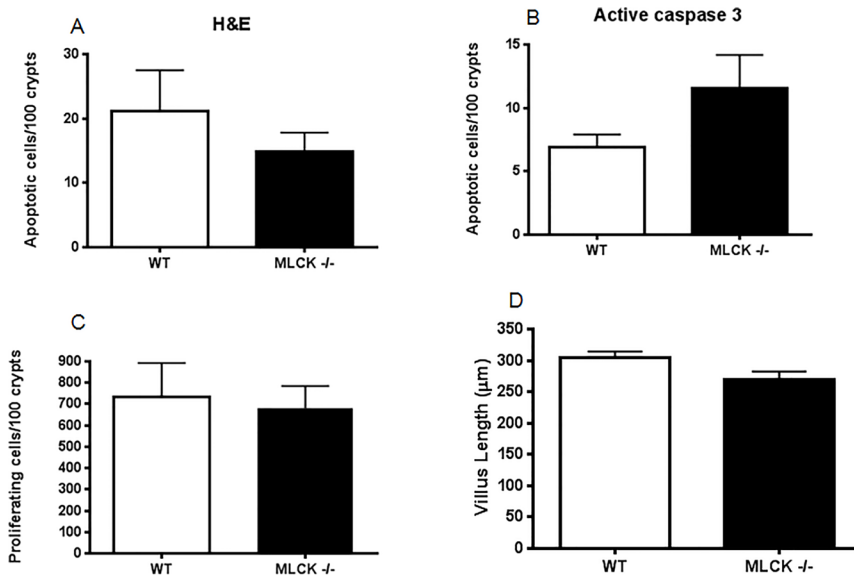 A
H&E
Apoptotic cells/100 crypts
30
20
10
0
WT
MLCK -/-
B
Active caspase 3
Apoptotic cells/100 crypts
15
10
5
0
WT
MLCK -/-
C
Proliferating cells/100 crypts
900
800
700
600
500
400
300
200
100
0
WT
MLCK -/-
D
Villus Length (μm)
350
300
250
200
150
100
50
0
WT
MLCK -/-